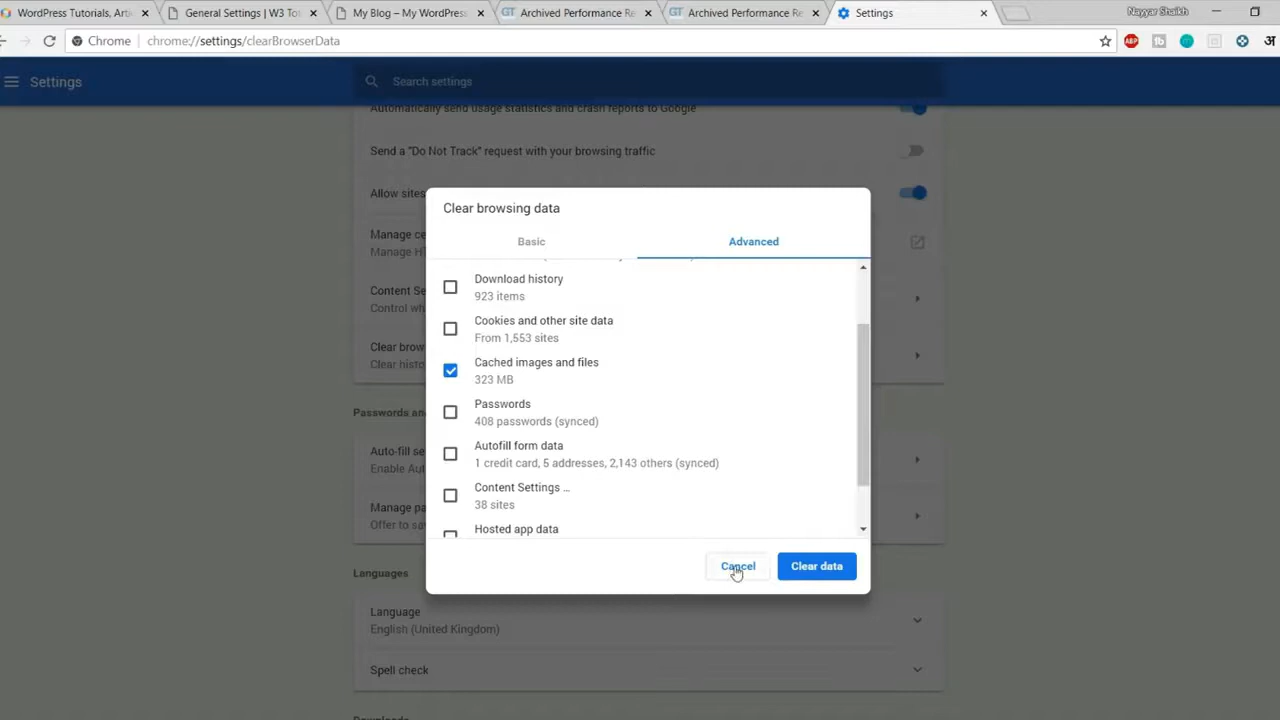 WordPress Tutorials, Arti
General Settings | W3 Tot
My Blog – My WordPress
GT Archived Performance Re
GT Archived Performance Re
Settings
Nayyar Shaikh
Chrome
chrome://settings/clearBrowserData
ABP
अ
Settings
Search settings
Automatically send usage statistics and crash reports to Google
Send a "Do Not Track" request with your browsing traffic
Allow sites
Manage ce
Manage H
Content Se
Control wh
Clear brow
Clear histo
Clear browsing data
Basic
Advanced
Download history
923 items
Cookies and other site data
From 1,553 sites
Cached images and files
323 MB
Passwords
408 passwords (synced)
Autofill form data
1 credit card, 5 addresses, 2,143 others (synced)
Content Settings ...
38 sites
Hosted app data
Cancel
Clear data
Passwords an
Auto-fill se
Enable Aut
Manage pa
Offer to sav
Languages
Language
English (United Kingdom)
Spell check